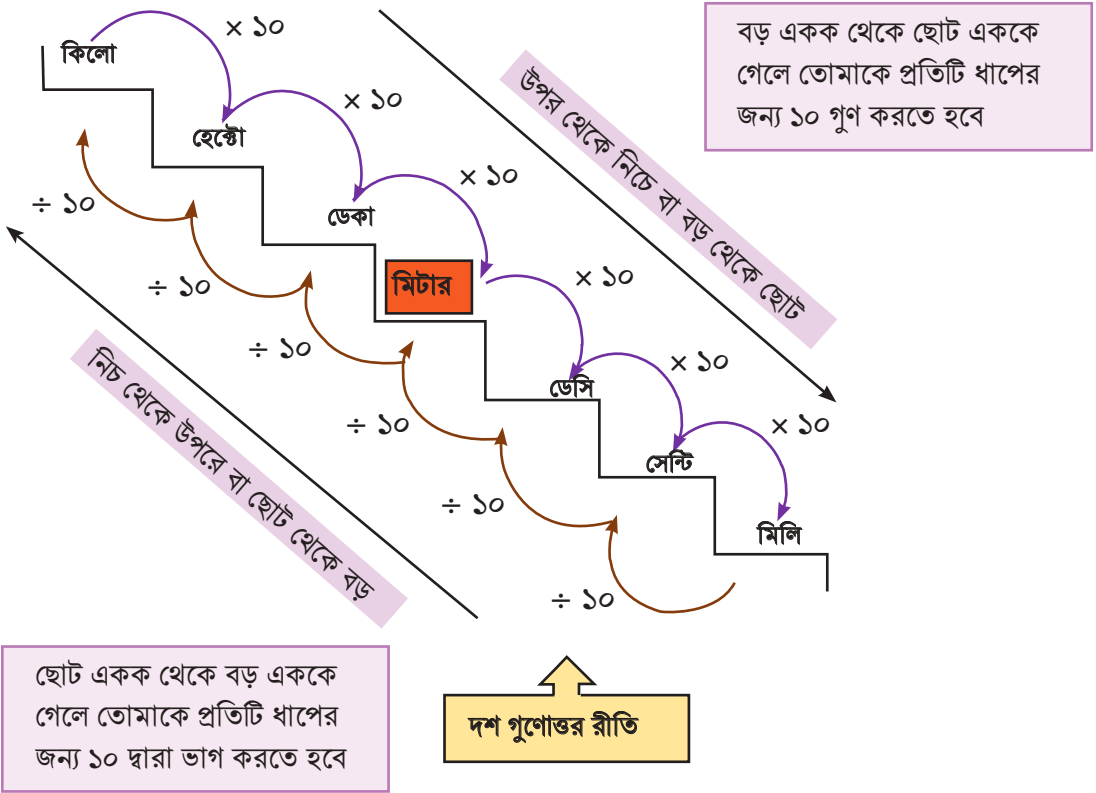 কিলো
× ১০
বড় একক থেকে ছোট এককে
গেলে তোমাকে প্রতিটি ধাপের
জন্য ১০ গুণ করতে হবে
হেক্টো
× ১০
উপর থেকে নিচে বা বড় থেকে ছোট
ডেকা
× ১০
মিটার
× ১০
ডেসি
× ১০
সেন্টি
× ১০
মিলি
÷ ১০
÷ ১০
÷ ১০
÷ ১০
÷ ১০
÷ ১০
নিচ থেকে উপরে বা ছোট থেকে বড়
ছোট একক থেকে বড় এককে
গেলে তোমাকে প্রতিটি ধাপের
জন্য ১০ দ্বারা ভাগ করতে হবে
দশ গুণোত্তর রীতি